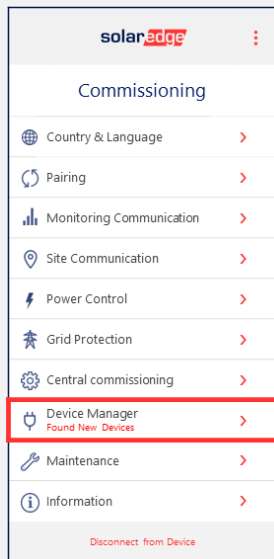 solaredge
Commissioning
Country & Language
Pairing
Monitoring Communication
Site Communication
Power Control
Grid Protection
Central commissioning
Device Manager
Found New Devices
Maintenance
Information
Disconnect from Device